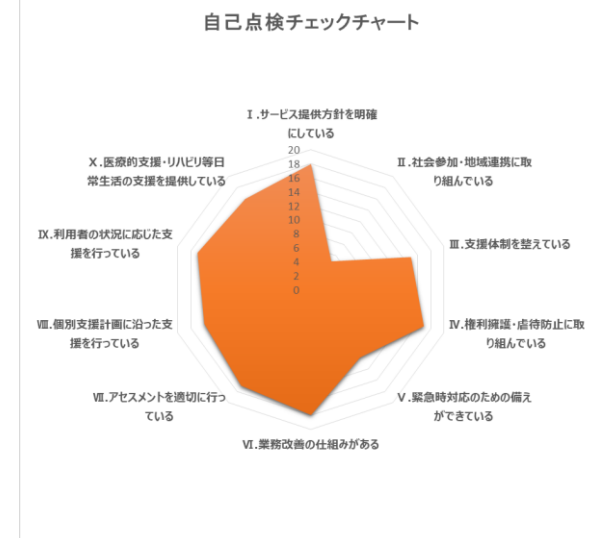 自己点検チェックチャート
Ⅰ.サービス提供方針を明確
にしている
Ⅱ.社会参加・地域連携に取
り組んでいる
Ⅲ.支援体制を整えている
Ⅳ.権利擁護・虐待防止に取
り組んでいる
Ⅴ.緊急時対応のための備え
ができている
Ⅵ.業務改善の仕組みがある
Ⅶ.アセスメントを適切に行っ
ている
Ⅷ.個別支援計画に沿った支
援を行っている
Ⅸ.利用者の状況に応じた支
援を行っている
Ⅹ.医療的支援・リハビリ等日
常生活の支援を提供している
20
18
16
14
12
10
8
6
4
2
0